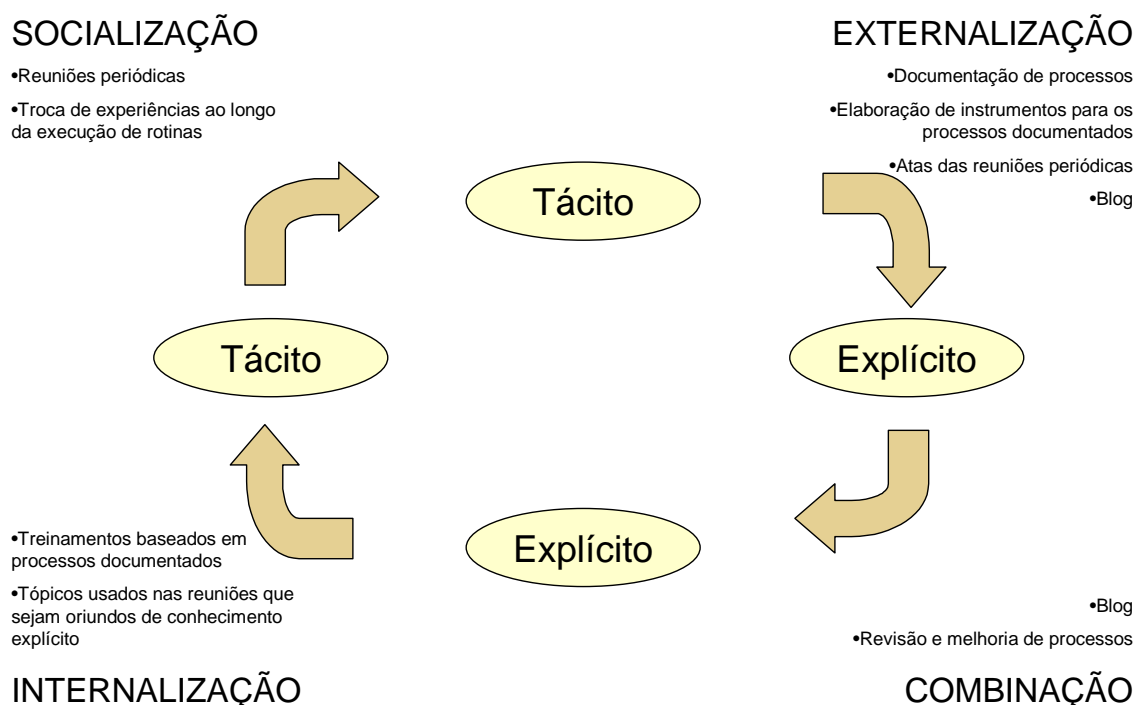 SOCIALIZAÇÃO
•Reuniões periódicas
•Troca de experiências ao longo
da execução de rotinas
EXTERNALIZAÇÃO
•Documentação de processos
•Elaboração de instrumentos para os
processos documentados
•Atas das reuniões periódicas
•Blog
Tácito
Tácito
Explícito
Explícito
•Treinamentos baseados em
processos documentados
•Tópicos usados nas reuniões que
sejam oriundos de conhecimento
explícito
INTERNALIZAÇÃO
•Blog
•Revisão e melhoria de processos
COMBINAÇÃO